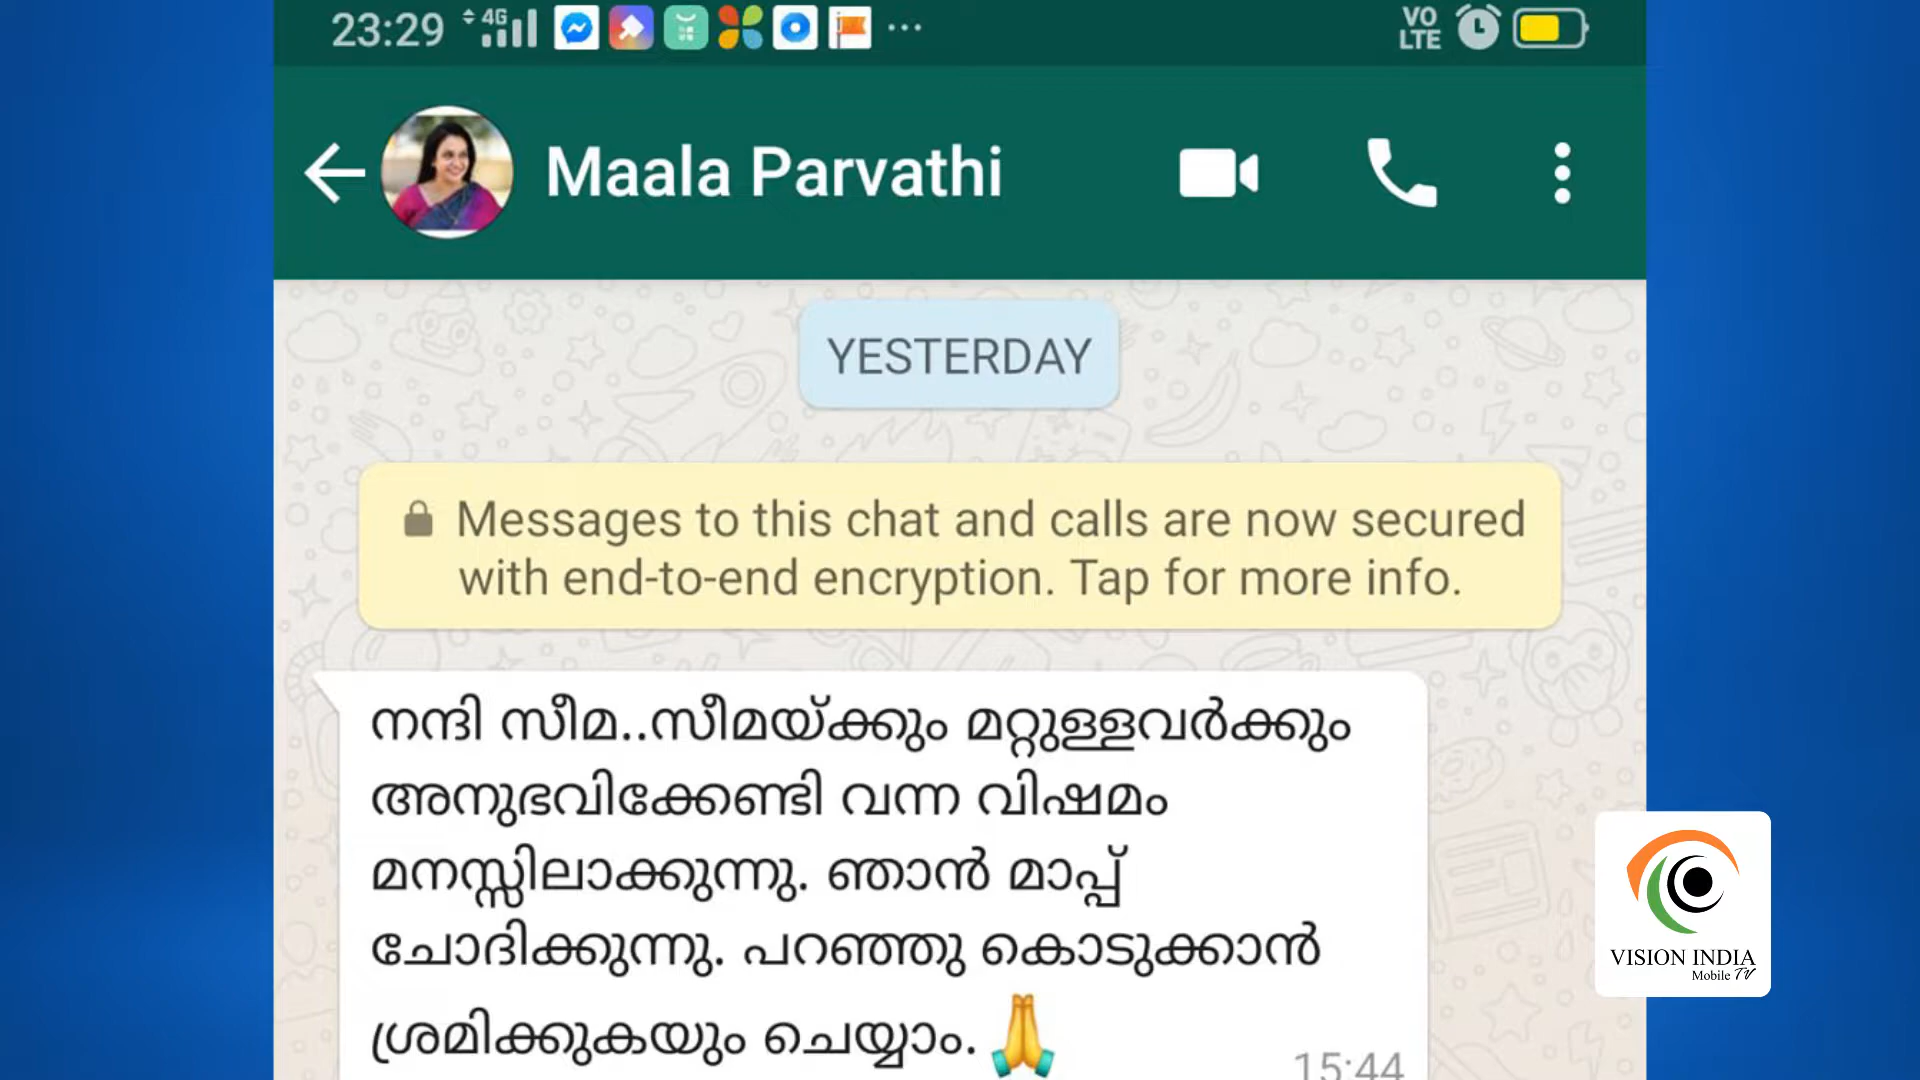 23:29 4G VO
LTE
Maala Parvathi
YESTERDAY
Messages to this chat and calls are now secured
with end-to-end encryption. Tap for more info.
നന്ദി സീമ..സീമയ്ക്കും മറ്റുള്ളവർക്കും
അനുഭവിക്കേണ്ടി വന്ന വിഷമം
മനസ്സിലാക്കുന്നു. ഞാൻ മാപ്പ്
ചോദിക്കുന്നു. പറഞ്ഞു കൊടുക്കാൻ
ശ്രമിക്കുകയും ചെയ്യാം.🙏
15:44
VISION INDIA
Mobile TV